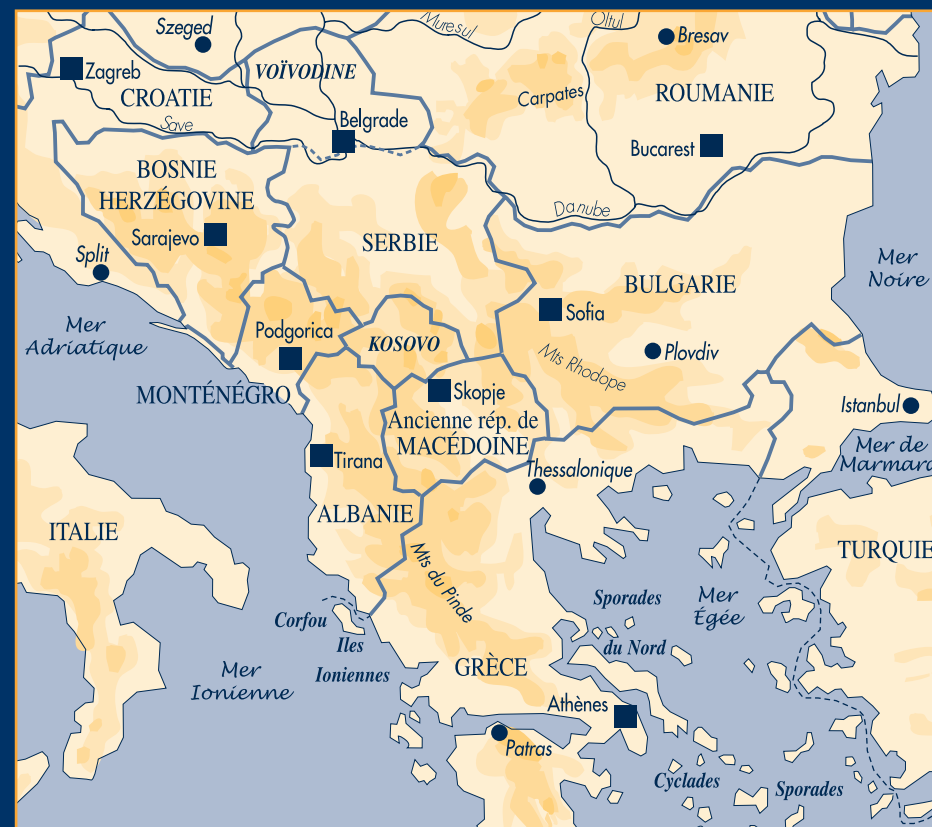 Szeged
Muresul
Oltul
Bresav
Zagreb
VOÏVODINE
CROATIE
Carpates
ROUMANIE
Save
Belgrade
Bucarest
BOSNIE
HERZÉGOVINE
Danube
Sarajevo
SERBIE
Split
BULGARIE
Mer
Noire
Mer
Adriatique
Podgorica
KOSOVO
Sofia
Mts Rhodope
Plovdiv
MONTÉNÉGRO
Skopje
Ancienne rép. de
MACÉDOINE
Istanbul
Mer de
Marmara
Tirana
Thessalonique
ITALIE
ALBANIE
TURQUIE
Mts du Pinde
Corfou
Iles
Ioniennes
Sporades
du Nord
Mer
Égée
Mer
Ionienne
GRÈCE
Athènes
Patras
Cyclades
Sporades